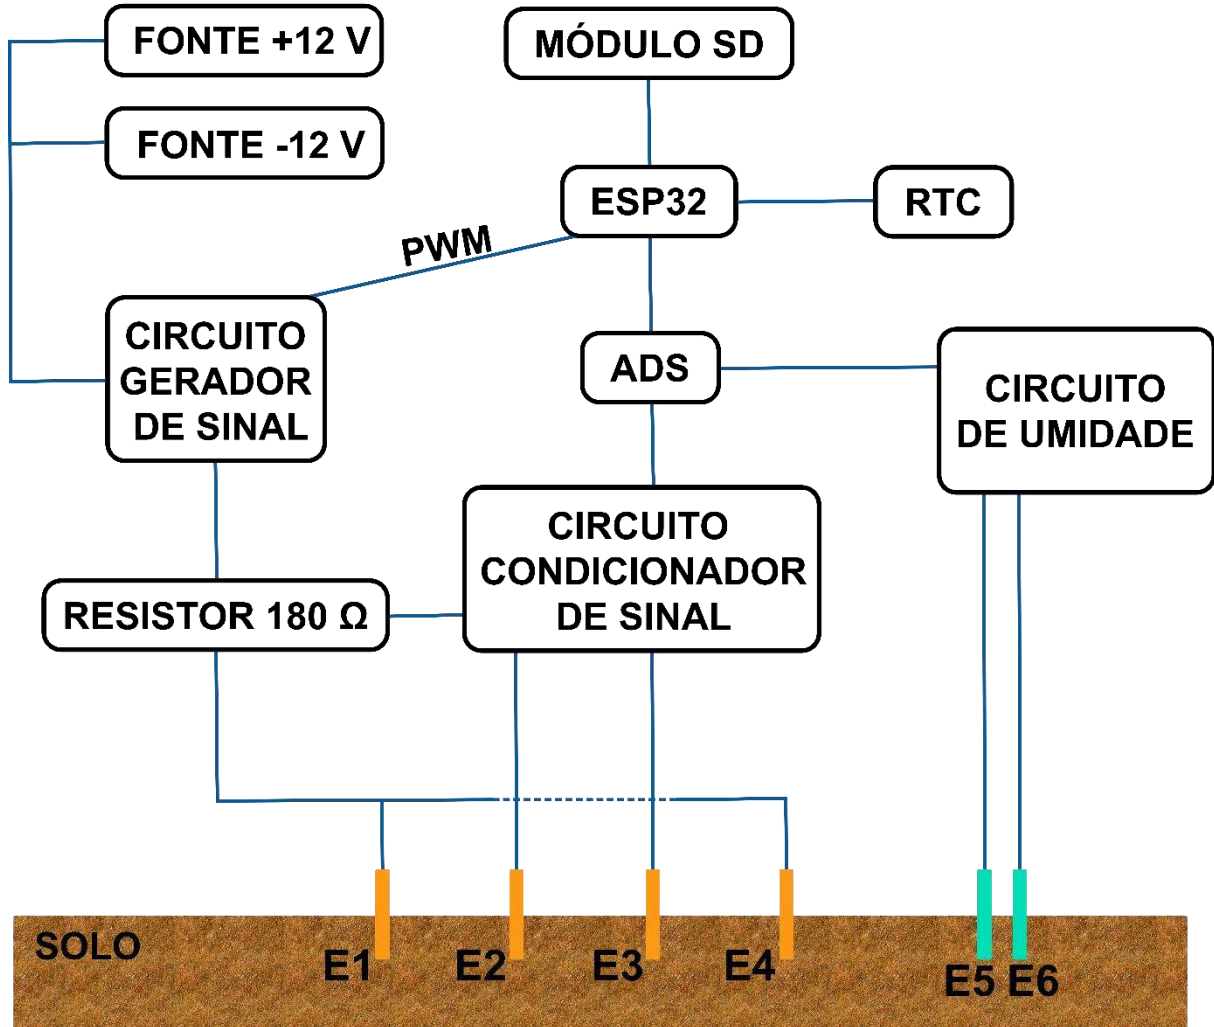 FONTE +12 V
MÓDULO SD
FONTE -12 V
ESP32
RTC
PWM
CIRCUITO
GERADOR
DE SINAL
ADS
CIRCUITO
DE UMIDADE
CIRCUITO
CONDICIONADOR
DE SINAL
RESISTOR 180 Ω
SOLO
E1
E2
E3
E4
E5
E6